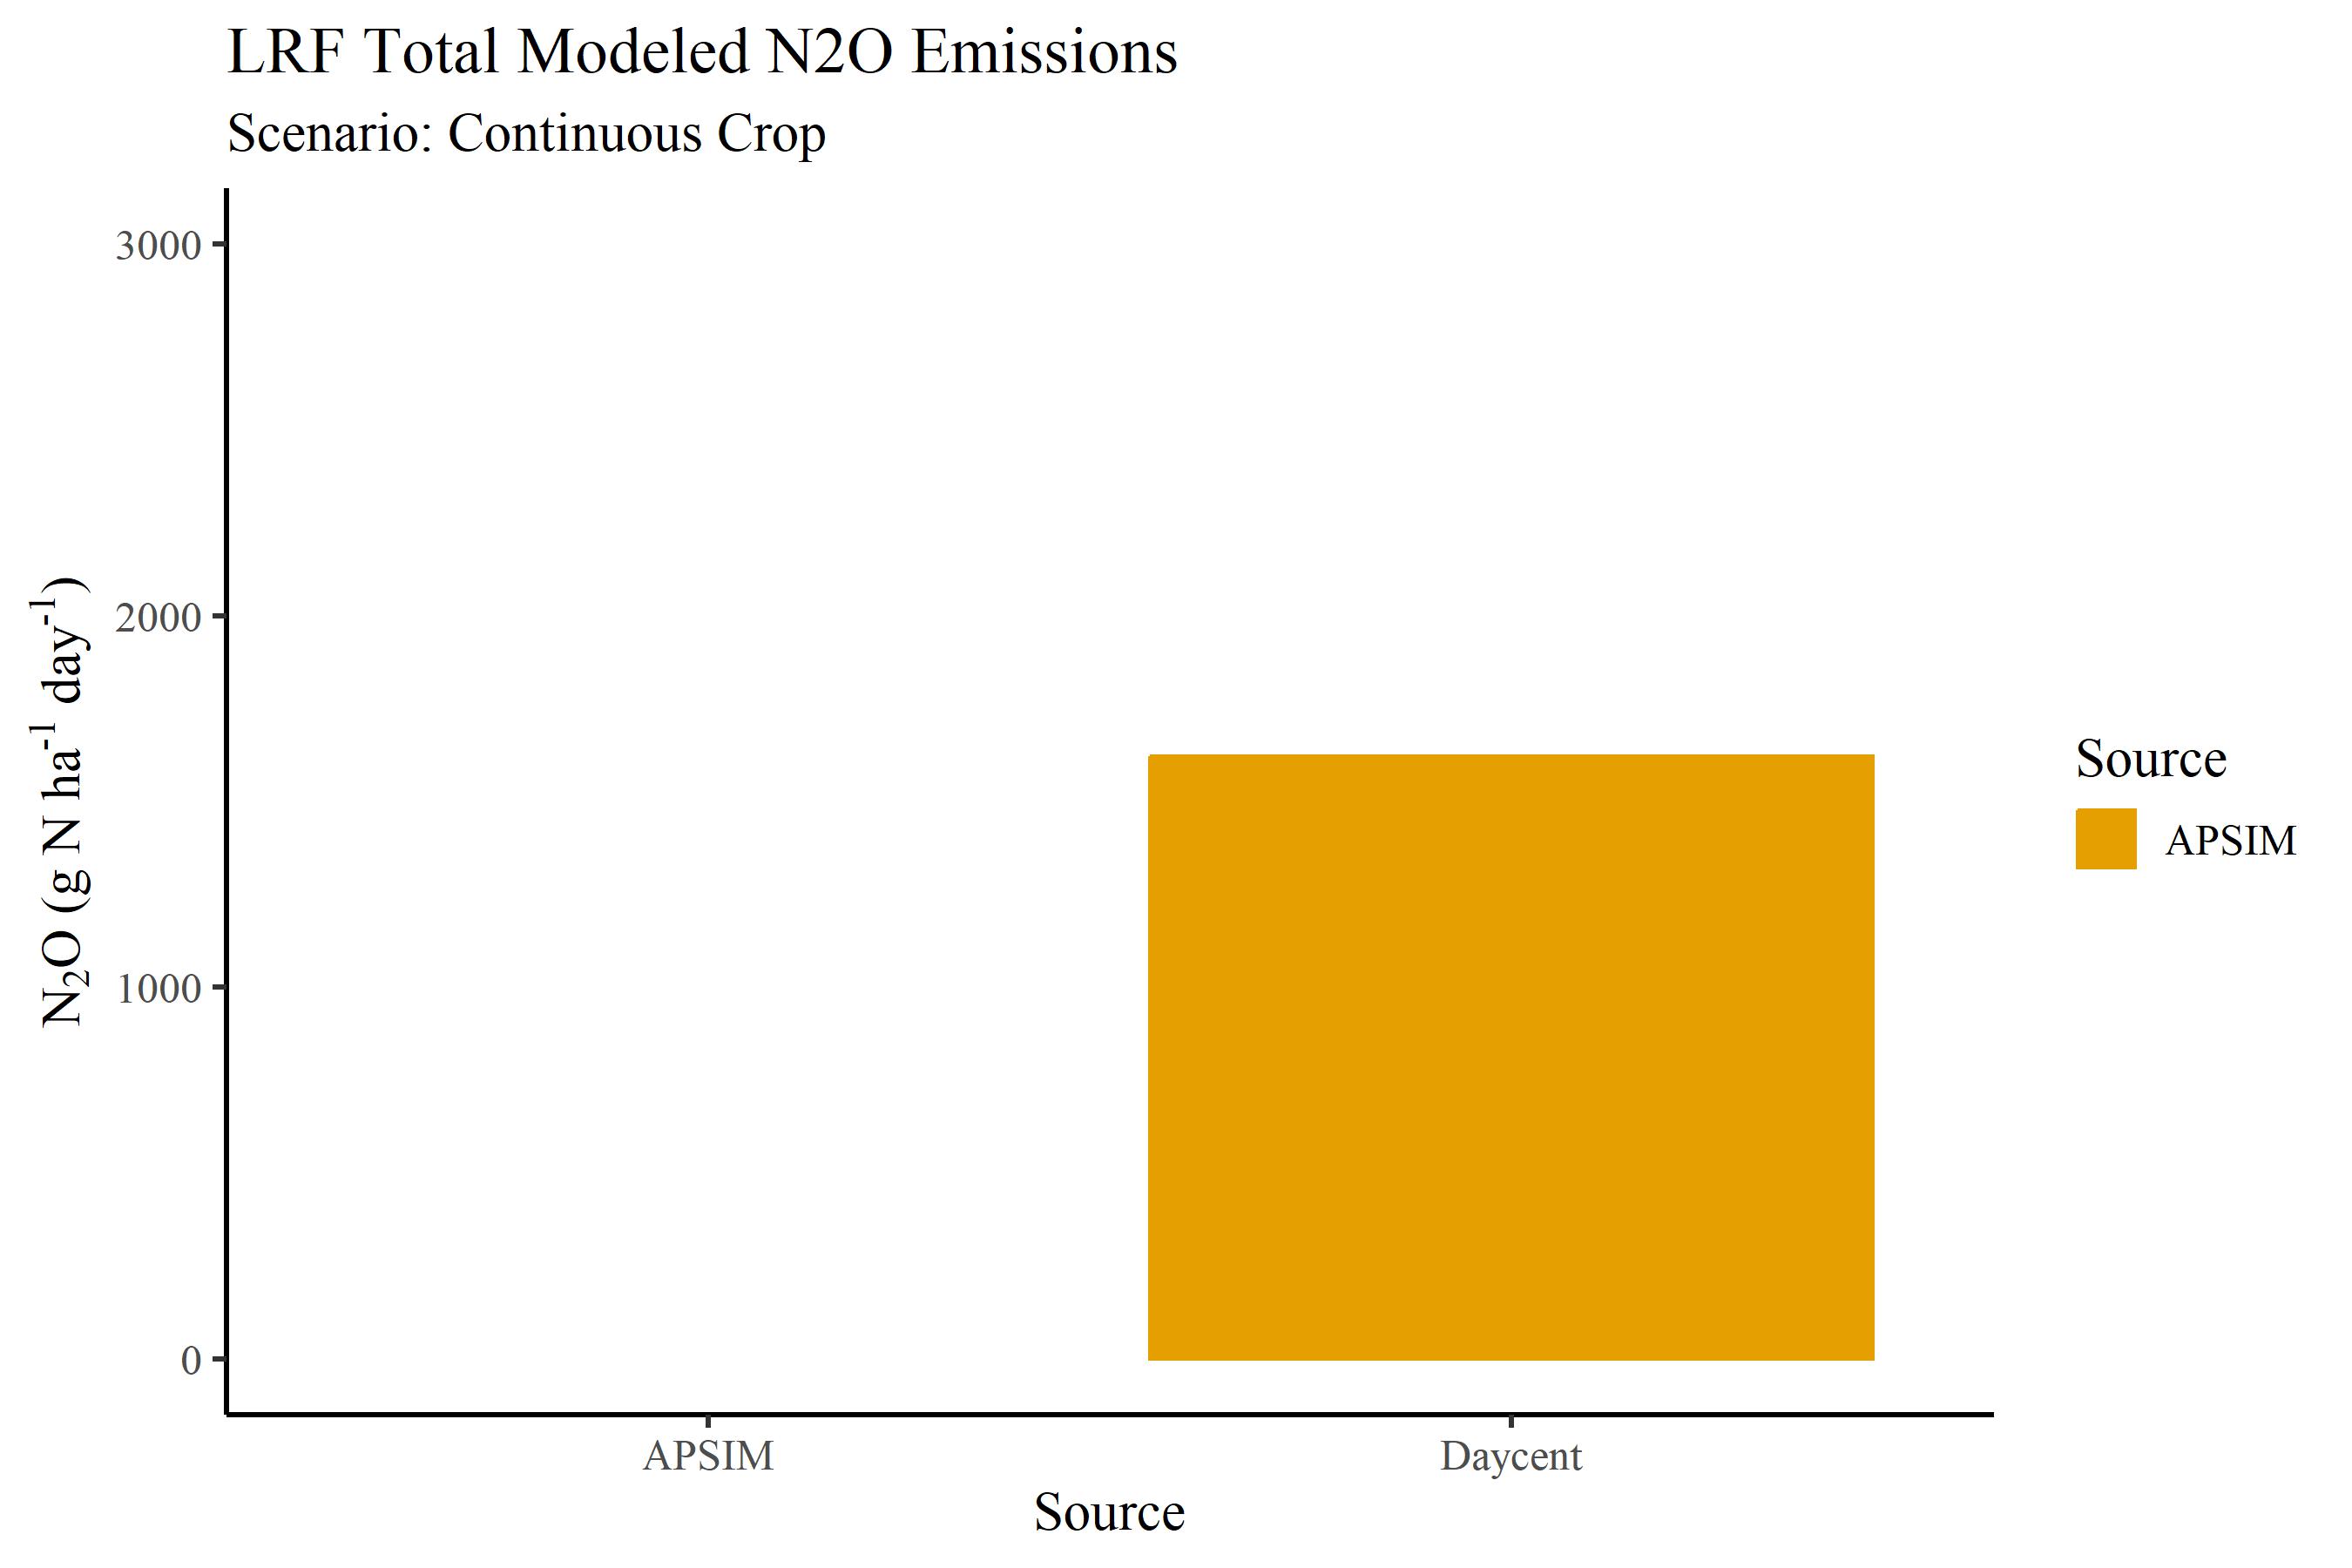 LRF Total Modeled N2O Emissions
Scenario: Continuous Crop
N₂O (g N ha⁻¹ day⁻¹)
3000
2000
1000
0
APSIM
Daycent
Source
Source
APSIM